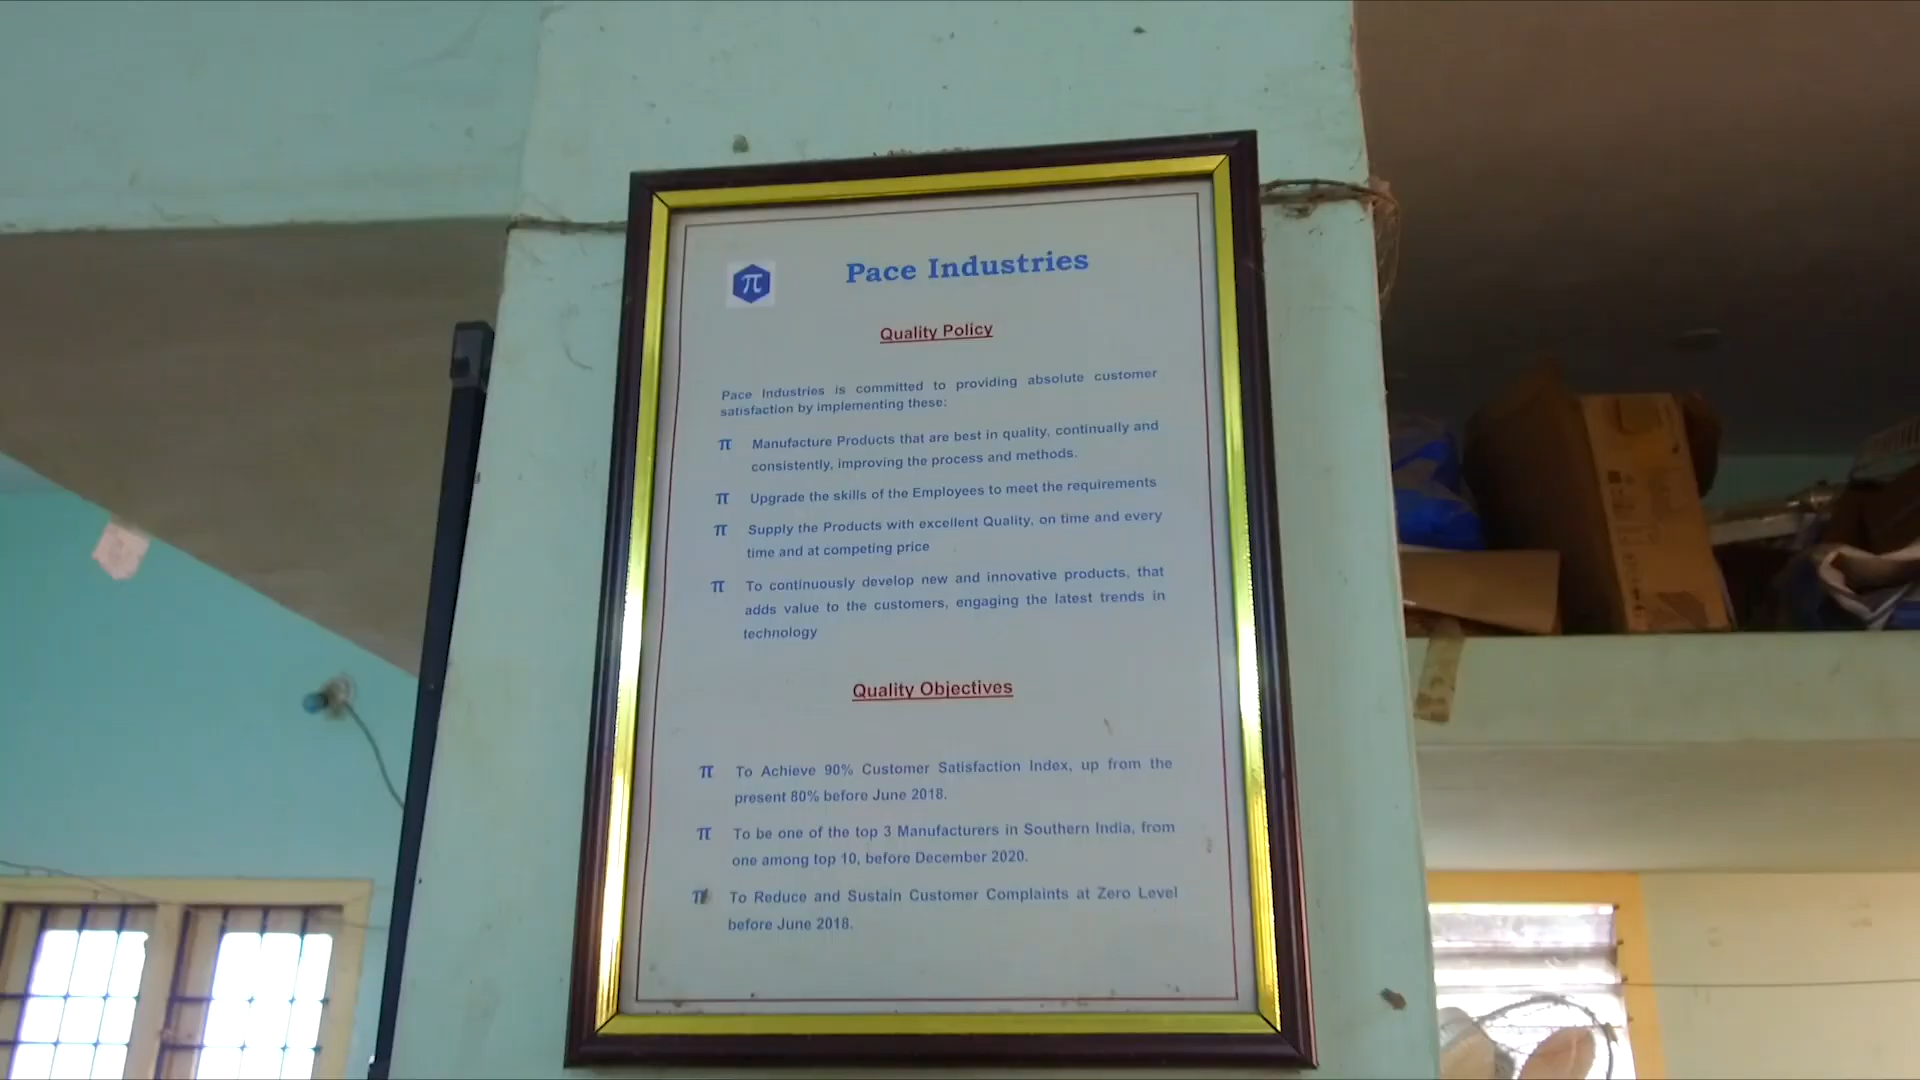 π
Pace Industries
Quality Policy
Pace Industries is committed to providing absolute customer
satisfaction by implementing these:
π Manufacture Products that are best in quality, continually and
consistently, improving the process and methods.
π Upgrade the skills of the Employees to meet the requirements
π Supply the Products with excellent Quality, on time and every
time and at competing price
π To continuously develop new and innovative products, that
adds value to the customers, engaging the latest trends in
technology
Quality Objectives
π To Achieve 90% Customer Satisfaction Index, up from the
present 80% before June 2018.
π To be one of the top 3 Manufacturers in Southern India, from
one among top 10, before December 2020.
π To Reduce and Sustain Customer Complaints at Zero Level
before June 2018.